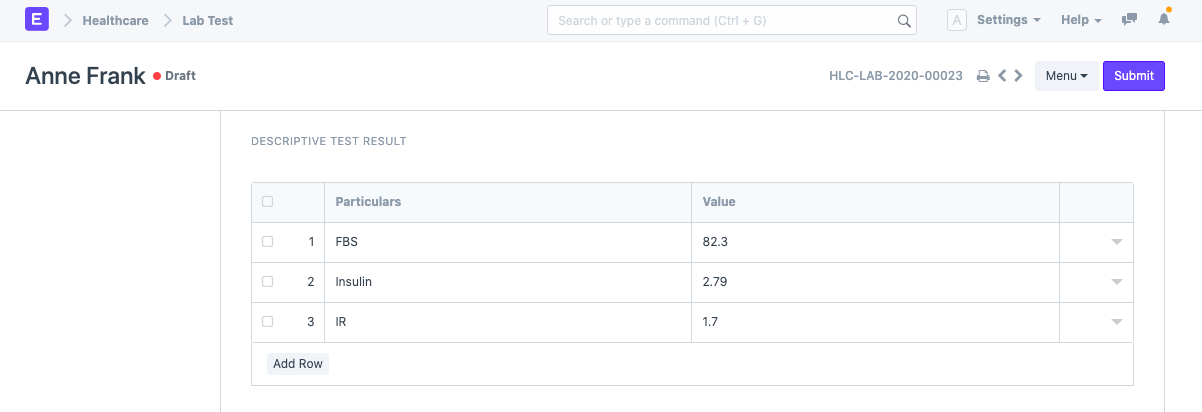 E Healthcare Lab Test Search or type a command (Ctrl + G) A Settings Help
Anne Frank Draft HLC-LAB-2020-00023 Menu Submit
DESCRIPTIVE TEST RESULT
Particulars Value
1 FBS 82.3
2 Insulin 2.79
3 IR 1.7
Add Row